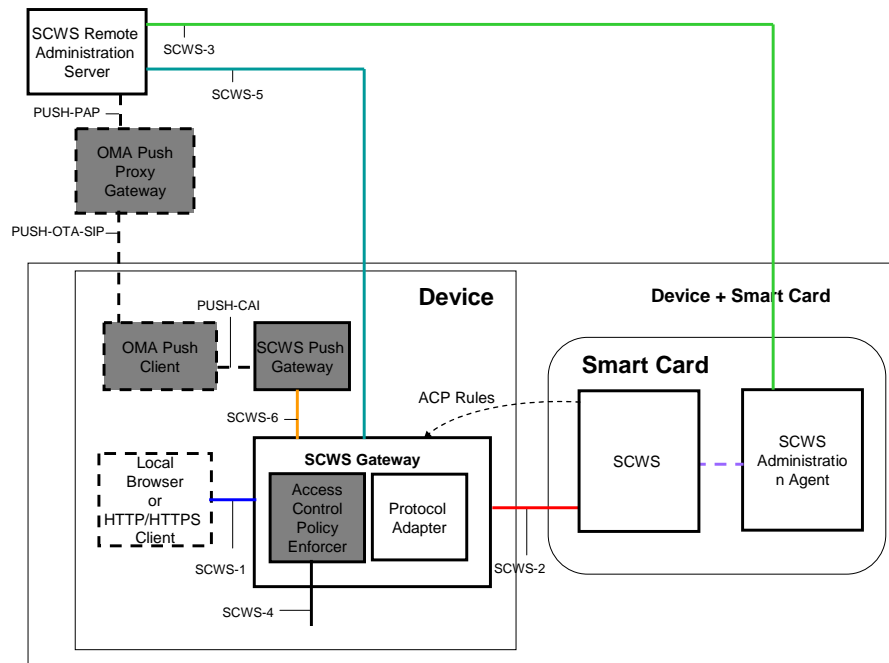 SCWS Remote
Administration
Server
SCWS-3
SCWS-5
PUSH-PAP
OMA Push
Proxy
Gateway
PUSH-OTA-SIP
Device
Device + Smart Card
PUSH-CAI
OMA Push
Client
SCWS Push
Gateway
Smart Card
ACP Rules
SCWS-6
SCWS
SCWS
Administratio
n Agent
SCWS Gateway
Local
Browser
or
HTTP/HTTPS
Client
Access
Control
Policy
Enforcer
Protocol
Adapter
SCWS-1
SCWS-2
SCWS-4